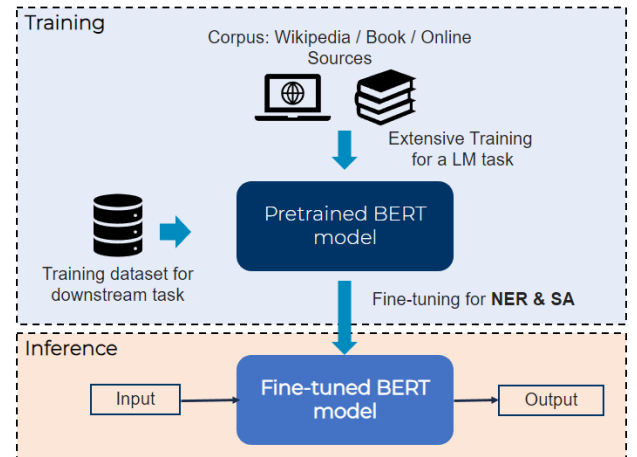 Training
Corpus: Wikipedia / Book / Online
Sources
Extensive Training
for a LM task
Pretrained BERT
model
Training dataset for
downstream task
Fine-tuning for NER & SA
Inference
Input
Fine-tuned BERT
model
Output